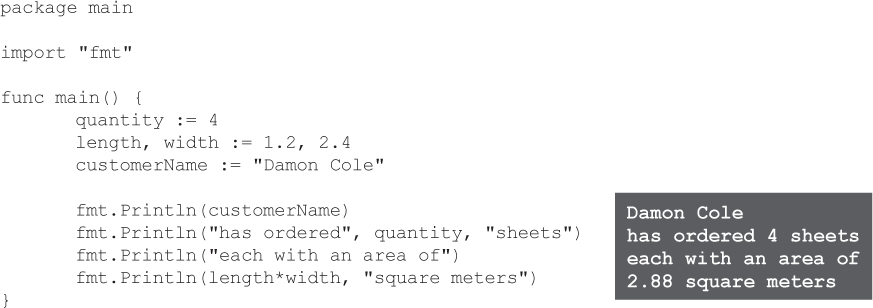 package main

import "fmt"

func main() {
        quantity := 4
        length, width := 1.2, 2.4
        customerName := "Damon Cole"

        fmt.Println(customerName)
        fmt.Println("has ordered", quantity, "sheets")
        fmt.Println("each with an area of")
        fmt.Println(length*width, "square meters")
}
Damon Cole
has ordered 4 sheets
each with an area of
2.88 square meters